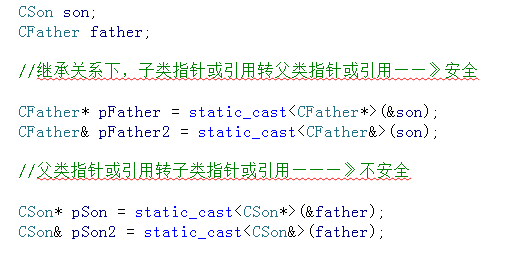 CSon son;
CFather father;
//继承关系下，子类指针或引用转父类指针或引用——》安全
CFather* pFather = static_cast<CFather*>(&son);
CFather& pFather2 = static_cast<CFather&>(son);
//父类指针或引用转子类指针或引用———》不安全
CSon* pSon = static_cast<CSon*>(&father);
CSon& pSon2 = static_cast<CSon&>(father);